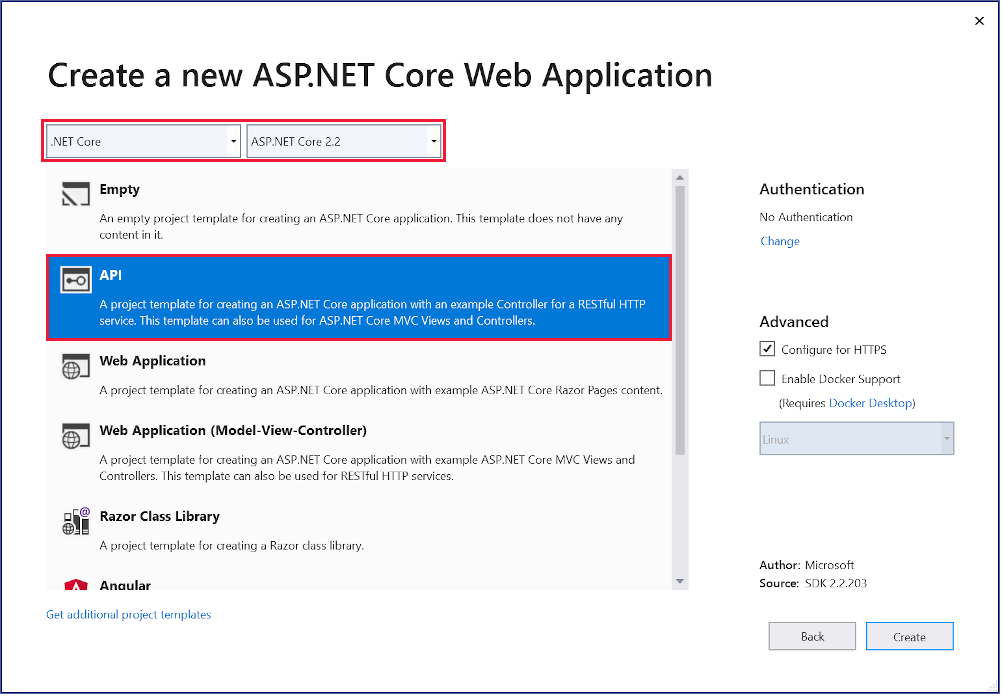 Create a new ASP.NET Core Web Application
.NET Core
ASP.NET Core 2.2
Empty
An empty project template for creating an ASP.NET Core application. This template does not have any
content in it.
API
A project template for creating an ASP.NET Core application with an example Controller for a RESTful HTTP
service. This template can also be used for ASP.NET Core MVC Views and Controllers.
Web Application
A project template for creating an ASP.NET Core application with example ASP.NET Core Razor Pages content.
Web Application (Model-View-Controller)
A project template for creating an ASP.NET Core application with example ASP.NET Core MVC Views and
Controllers. This template can also be used for RESTful HTTP services.
Razor Class Library
A project template for creating a Razor class library.
Angular
Get additional project templates
Authentication
No Authentication
Change
Advanced
Configure for HTTPS
Enable Docker Support
(Requires Docker Desktop)
Linux
Author: Microsoft
Source: SDK 2.2.203
Back
Create